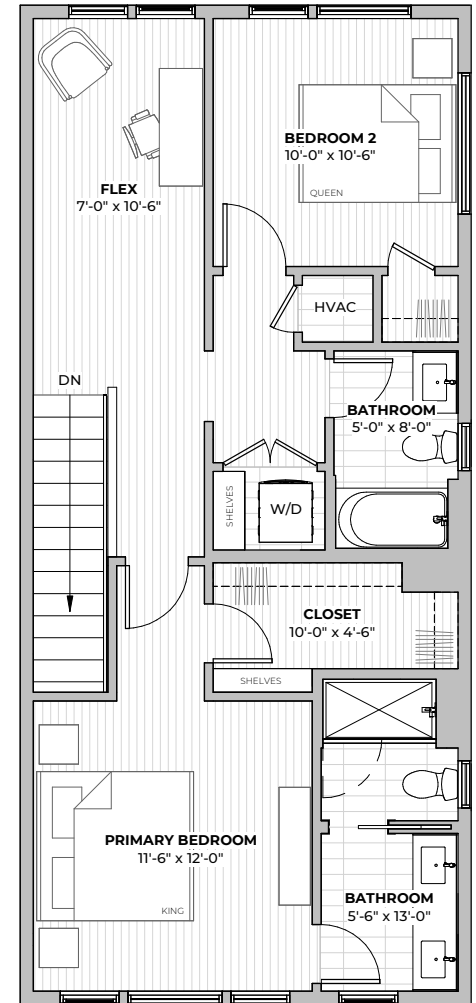 BEDROOM 2
10'-0" x 10'-6"
QUEEN
FLEX
7'-0" x 10'-6"
HVAC
DN
BATHROOM
5'-0" x 8'-0"
SHELVES
W/D
CLOSET
10'-0" x 4'-6"
SHELVES
PRIMARY BEDROOM
11'-6" x 12'-0"
KING
BATHROOM
5'-6" x 13'-0"